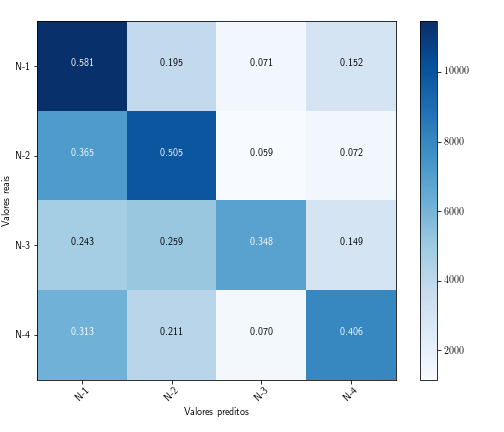 N-1 0.581 0.195 0.071 0.152
N-2 0.365 0.505 0.059 0.072
N-3 0.243 0.259 0.348 0.149
N-4 0.313 0.211 0.070 0.406
N-1 N-2 N-3 N-4
Valores preditos
Valores reais
10000
8000
6000
4000
2000